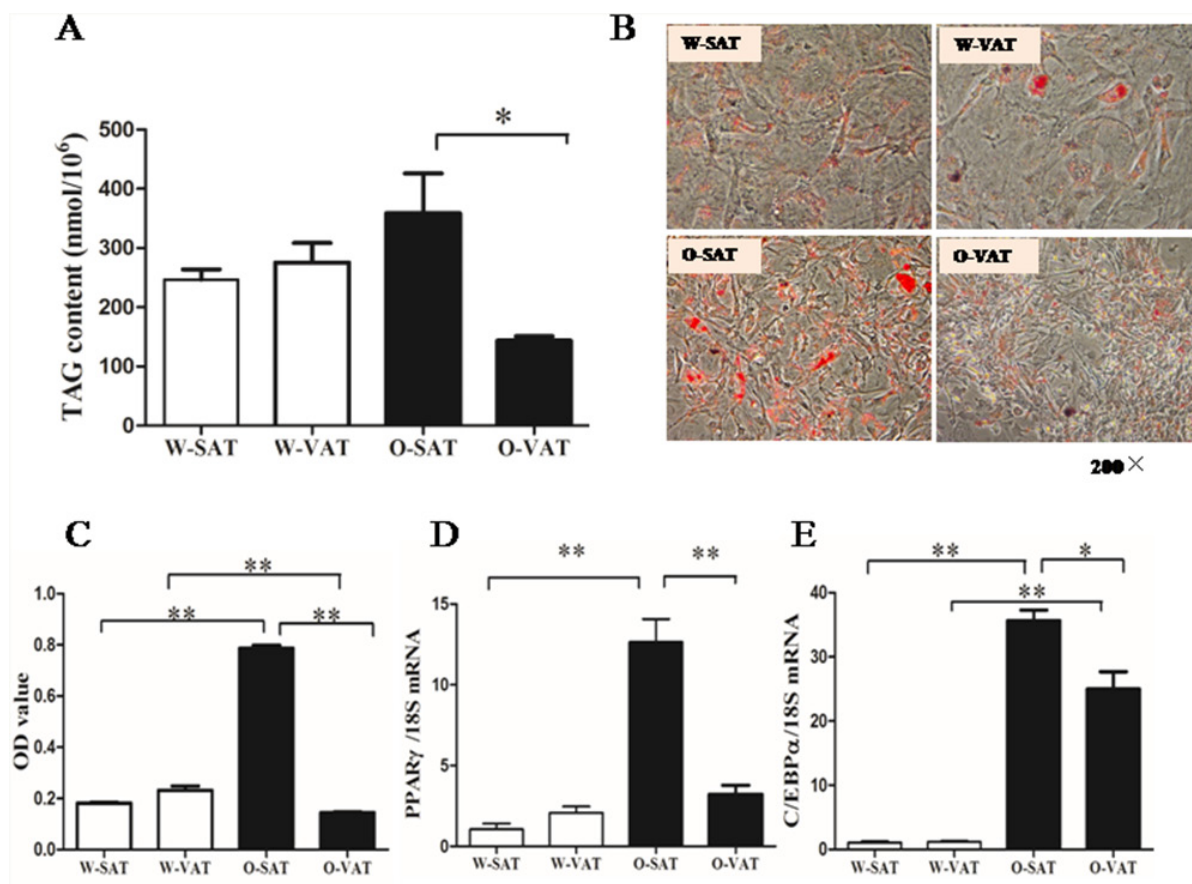 A
TAG content (nmol/10⁶)
500
400
300
200
100
0
*
W-SAT W-VAT O-SAT O-VAT
B
W-SAT W-VAT
O-SAT O-VAT
200×
C
OD value
1.0
0.8
0.6
0.4
0.2
0.0
**
** **
W-SAT W-VAT O-SAT O-VAT
D
PPARγ /18S mRNA
15
10
5
0
** **
W-SAT W-VAT O-SAT O-VAT
E
C/EBPα/18S mRNA
40
30
20
10
0
** *
**
W-SAT W-VAT O-SAT O-VAT